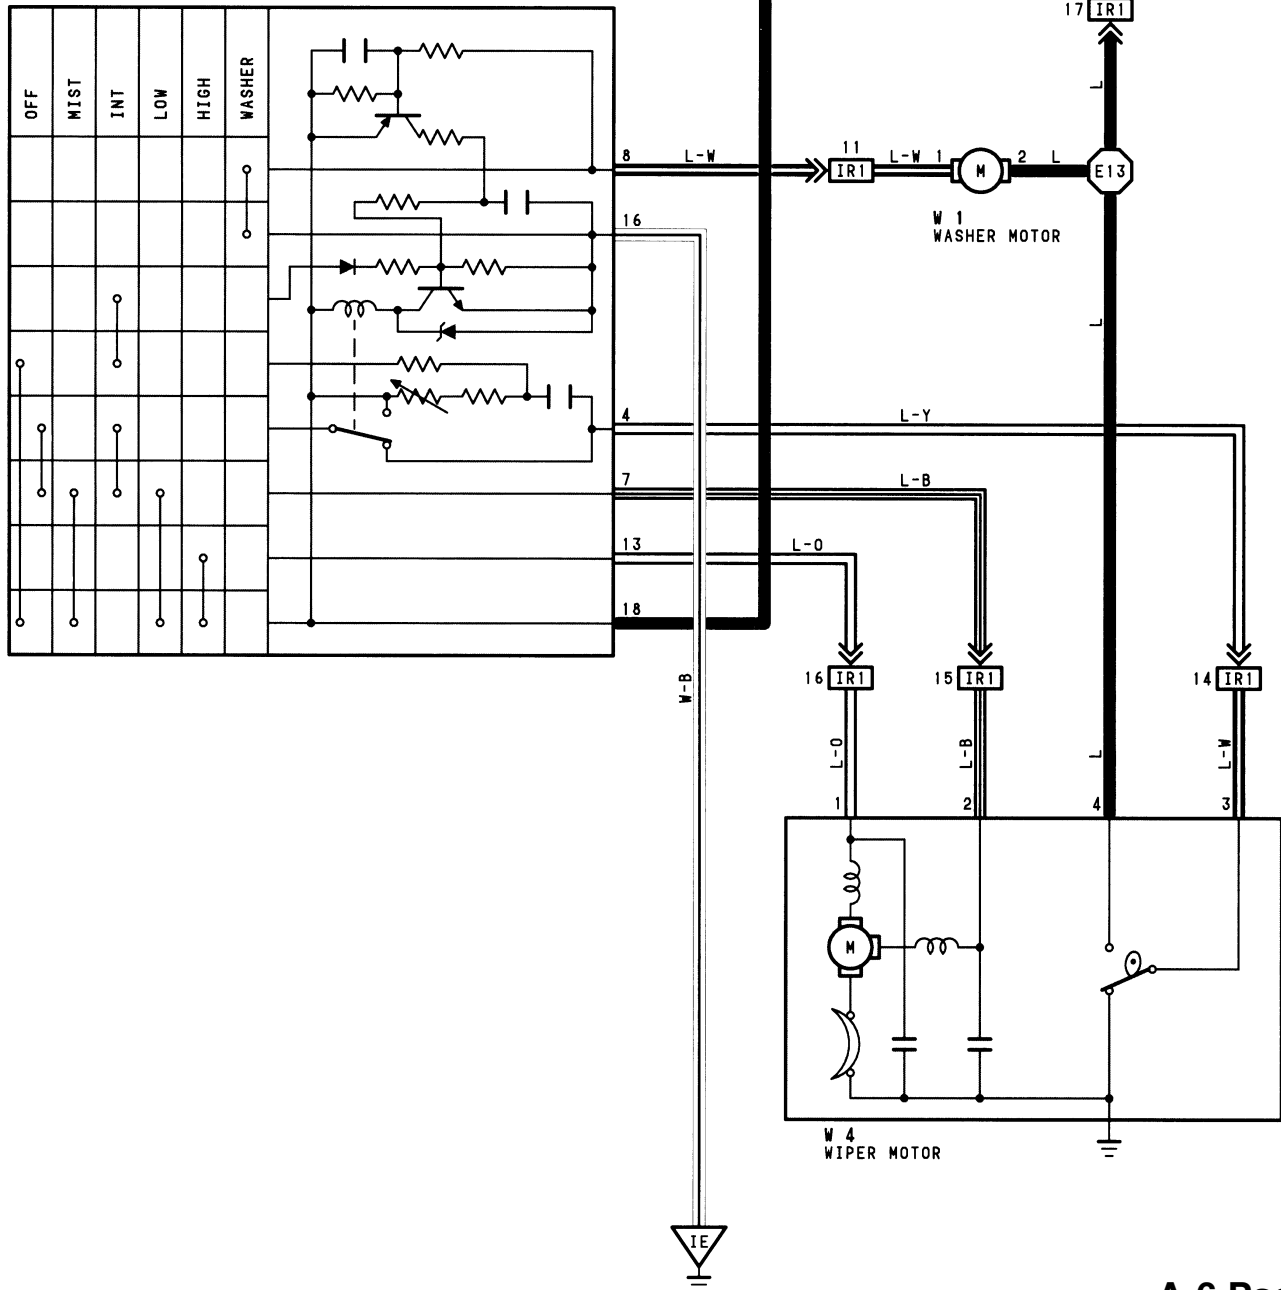 17 IR1
L
OFF
MIST
INT
LOW
HIGH
WASHER
8 L-W
11
IR1
L-W 1
M
2 L
E13
W 1
WASHER MOTOR
16
L
4 L-Y
7 L-B
13 L-O
18
W-B
16 IR1
15 IR1
14 IR1
L-O
L-B
L
L-W
1
2
4
3
M
W 4
WIPER MOTOR
IE